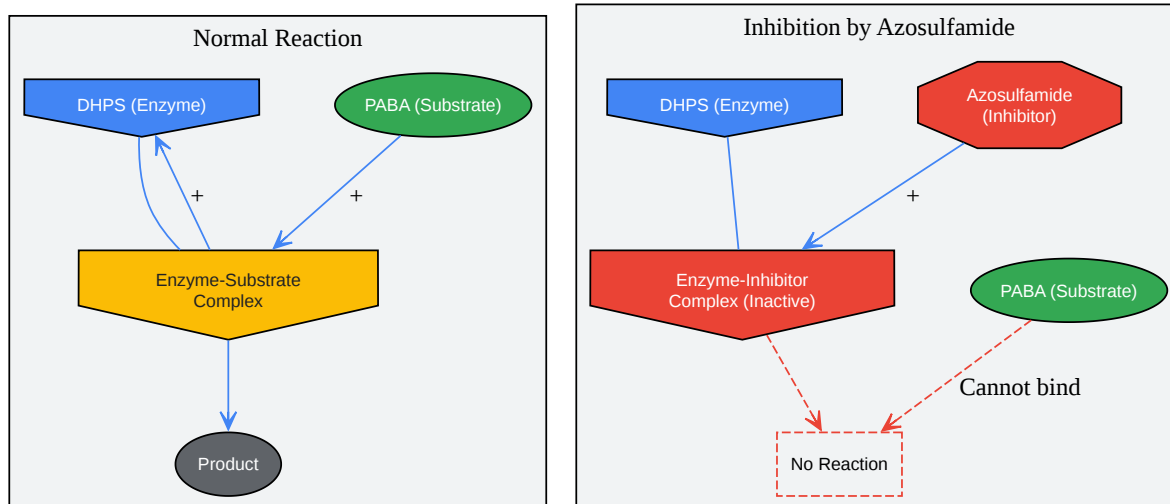 Normal Reaction
DHPS (Enzyme)
PABA (Substrate)
+
+
Enzyme-Substrate
Complex
Product
Inhibition by Azosulfamide
DHPS (Enzyme)
Azosulfamide
(Inhibitor)
+
Enzyme-Inhibitor
Complex (Inactive)
PABA (Substrate)
Cannot bind
No Reaction